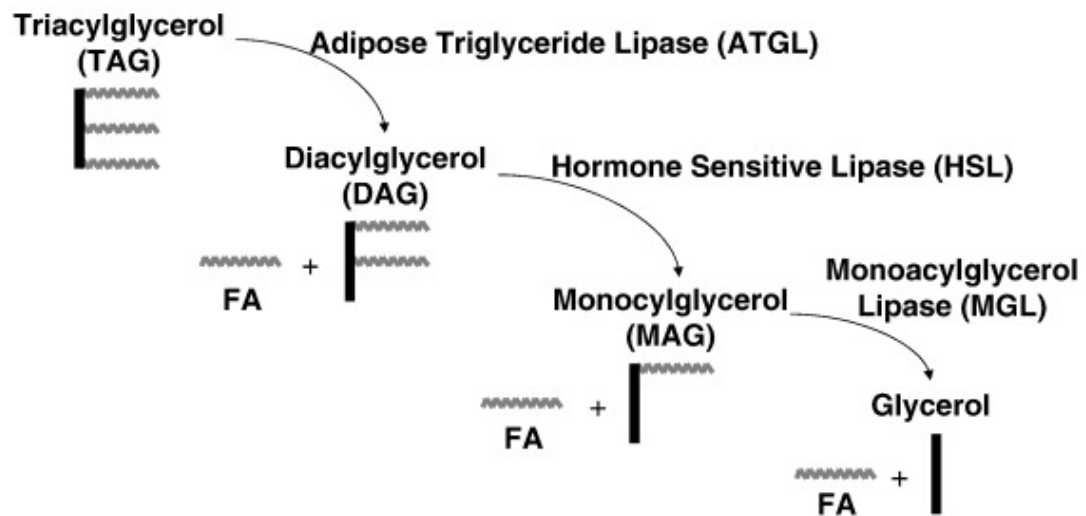 Triacylglycerol
(TAG)
Adipose Triglyceride Lipase (ATGL)
Diacylglycerol
(DAG)
Hormone Sensitive Lipase (HSL)
+
FA
Monocylglycerol
(MAG)
Monoacylglycerol
Lipase (MGL)
+
FA
Glycerol
+
FA